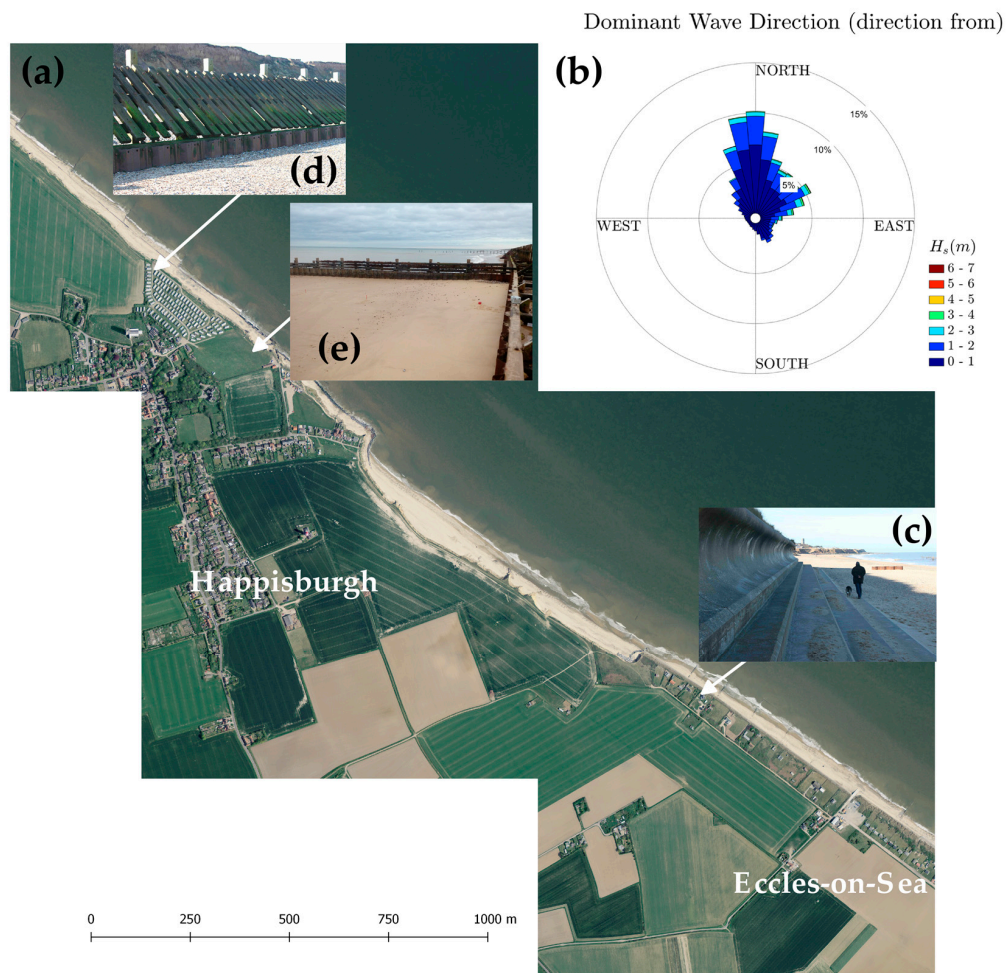 Dominant Wave Direction (direction from)
(a)
(b)
NORTH
15%
10%
5%
WEST
EAST
SOUTH
H_s(m)
6 - 7
5 - 6
4 - 5
3 - 4
2 - 3
1 - 2
0 - 1
(d)
(e)
(c)
Happisburgh
Eccles-on-Sea
0 250 500 750 1000 m